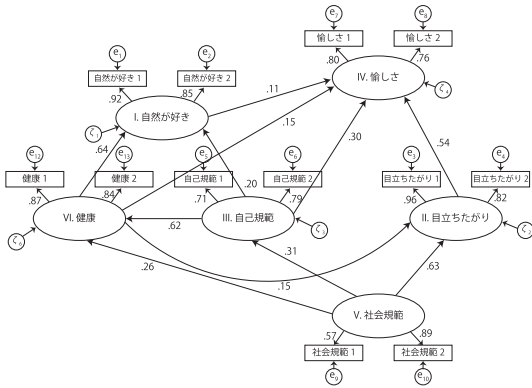 e7
e8
愉しさ 1
愉しさ 2
.80
.76
e1
e2
自然が好き 1
自然が好き 2
.92
.85
IV. 愉しさ
ζ4
.11
I. 自然が好き
ζ1
.15
.64
.30
.54
e12
e13
e5
e6
e3
e4
健康 1
健康 2
自己規範 1
自己規範 2
目立ちたがり 1
目立ちたがり 2
.87
.84
.71
.20
.79
.96
.82
VI. 健康
.62
III. 自己規範
II. 目立ちたがり
ζ6
ζ3
ζ2
.26
.15
.31
.63
V. 社会規範
.57
.89
社会規範 1
社会規範 2
e9
e10